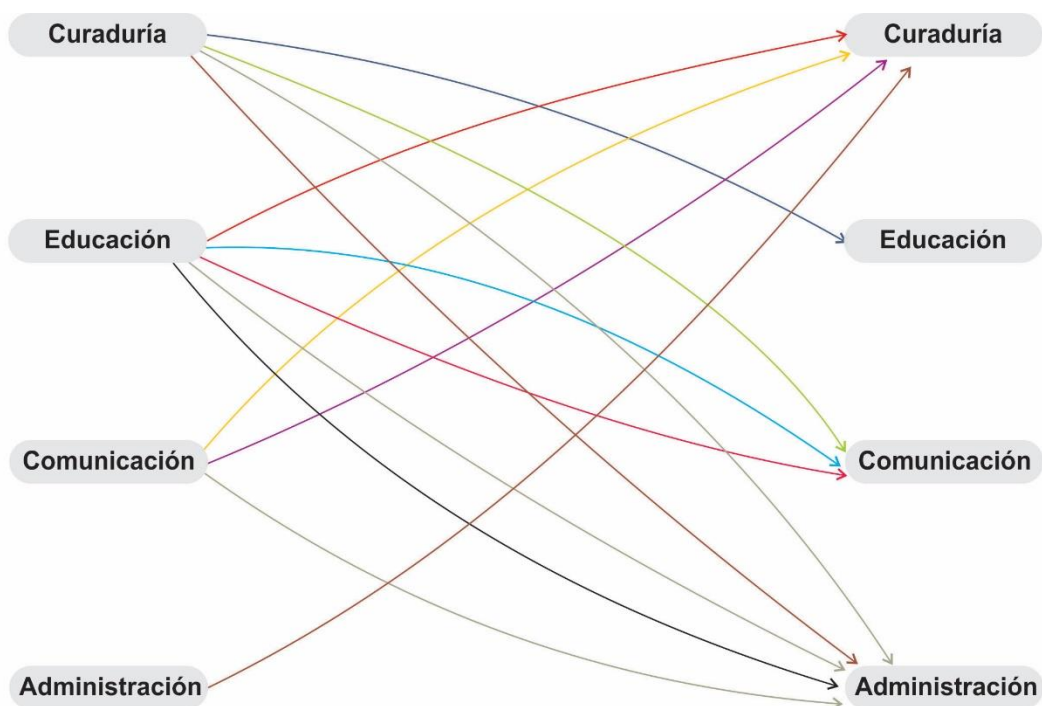 Curaduría
Curaduría
Educación
Educación
Comunicación
Comunicación
Administración
Administración